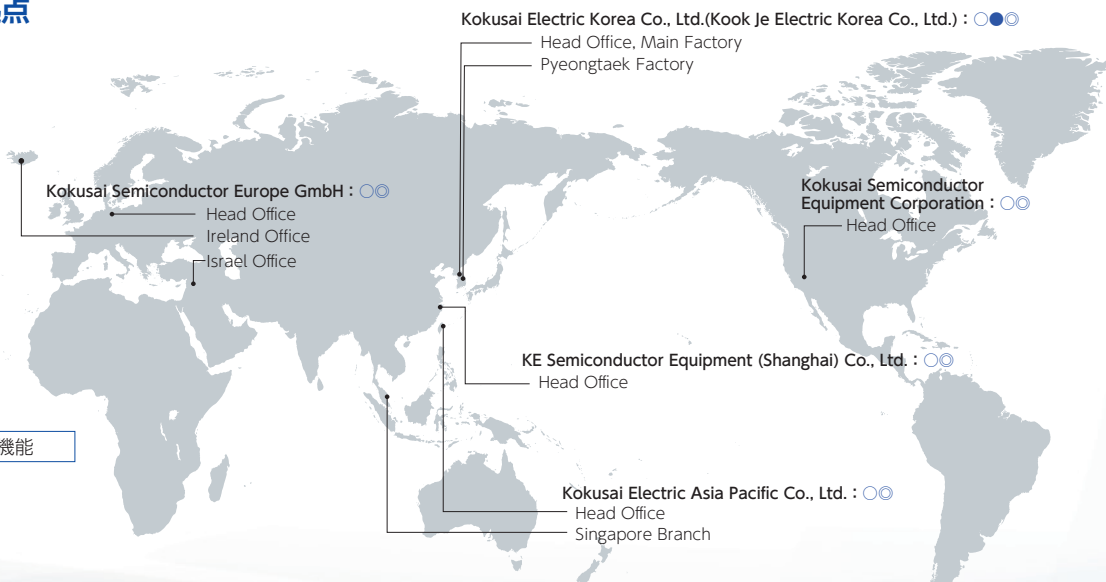 点
Kokusai Electric Korea Co., Ltd.(Kook Je Electric Korea Co., Ltd.)：○●◎
Head Office, Main Factory
Pyeongtaek Factory
Kokusai Semiconductor Europe GmbH：○◎
Head Office
Ireland Office
Israel Office
Kokusai Semiconductor
Equipment Corporation：○◎
Head Office
KE Semiconductor Equipment (Shanghai) Co., Ltd.：○◎
Head Office
機能
Kokusai Electric Asia Pacific Co., Ltd.：○◎
Head Office
Singapore Branch